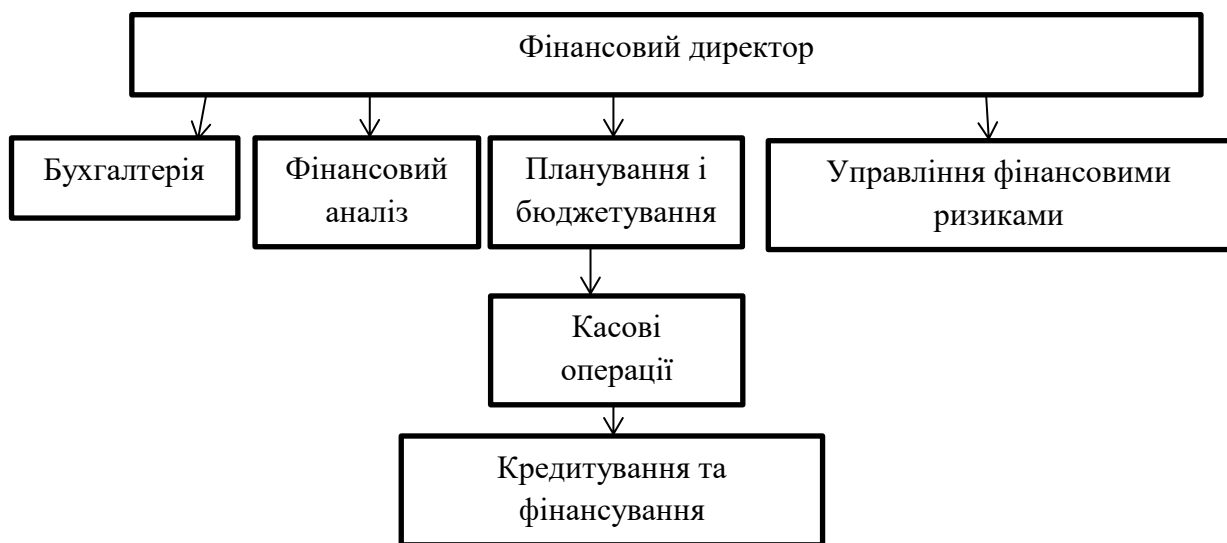 Фінансовий директор
Бухгалтерія
Фінансовий
аналіз
Планування і
бюджетування
Управління фінансовими
ризиками
Касові
операції
Кредитування та
фінансування